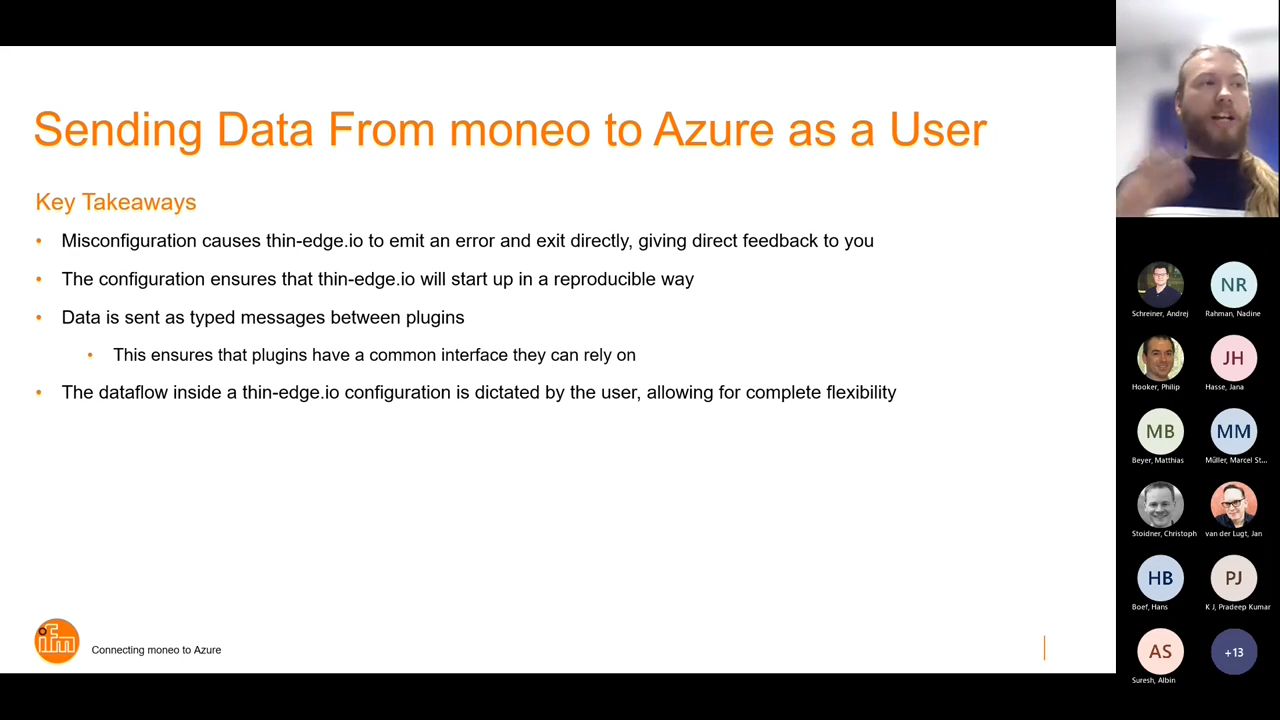 Sending Data From moneo to Azure as a User
Key Takeaways
• Misconfiguration causes thin-edge.io to emit an error and exit directly, giving direct feedback to you
• The configuration ensures that thin-edge.io will start up in a reproducible way
• Data is sent as typed messages between plugins
• This ensures that plugins have a common interface they can rely on
• The dataflow inside a thin-edge.io configuration is dictated by the user, allowing for complete flexibility
ifm
Connecting moneo to Azure
Schreiner, Andrej
NR
Rahman, Nadine
Hooker, Philip
JH
Hasse, Jana
MB
Beyer, Matthias
MM
Müller, Marcel St...
Stoidner, Christoph
van der Lugt, Jan
HB
Boef, Hans
PJ
K J, Pradeep Kumar
AS
Suresh, Albin
+13